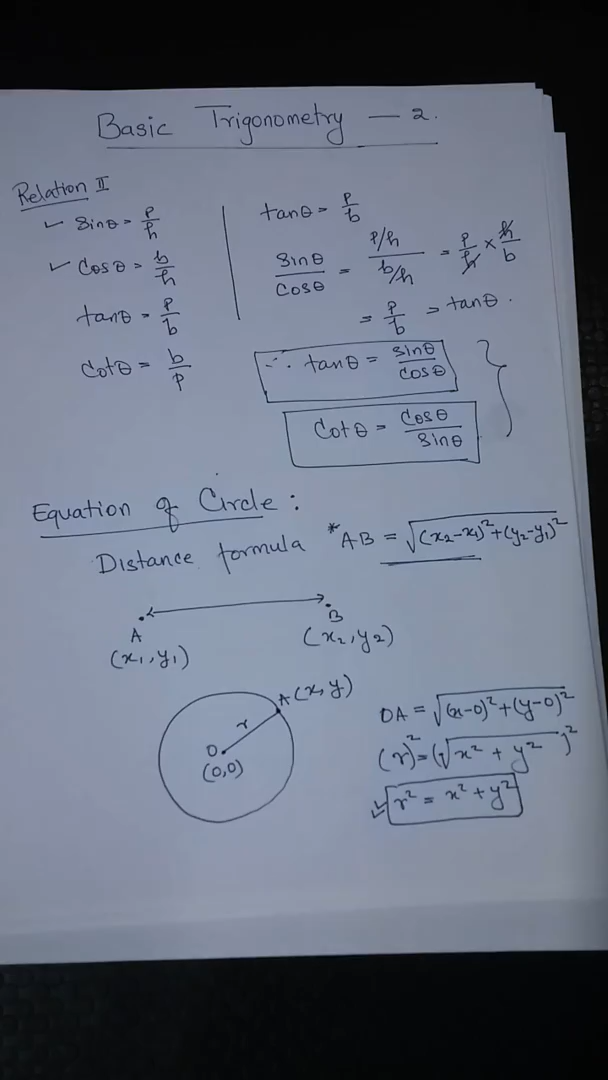 Basic Trigonometry — 2.
Relation II
✓ Sinθ = P/h
✓ Cosθ = b/h
tanθ = P/b
Cotθ = b/P
tanθ = P/b
Sinθ/Cosθ = (P/h)/(b/h) = P/h × h/b
= P/b = tanθ.
∴ tanθ = Sinθ/Cosθ
Cotθ = Cosθ/Sinθ
Equation of Circle :
Distance formula *AB = √((x₂-x₁)²+(y₂-y₁)²)
A B
(x₁,y₁) (x₂,y₂)
A (x,y)
r
O
(0,0)
OA = √((x-0)²+(y-0)²)
(r)² = (√(x² + y²))²
✓ r² = x² + y²